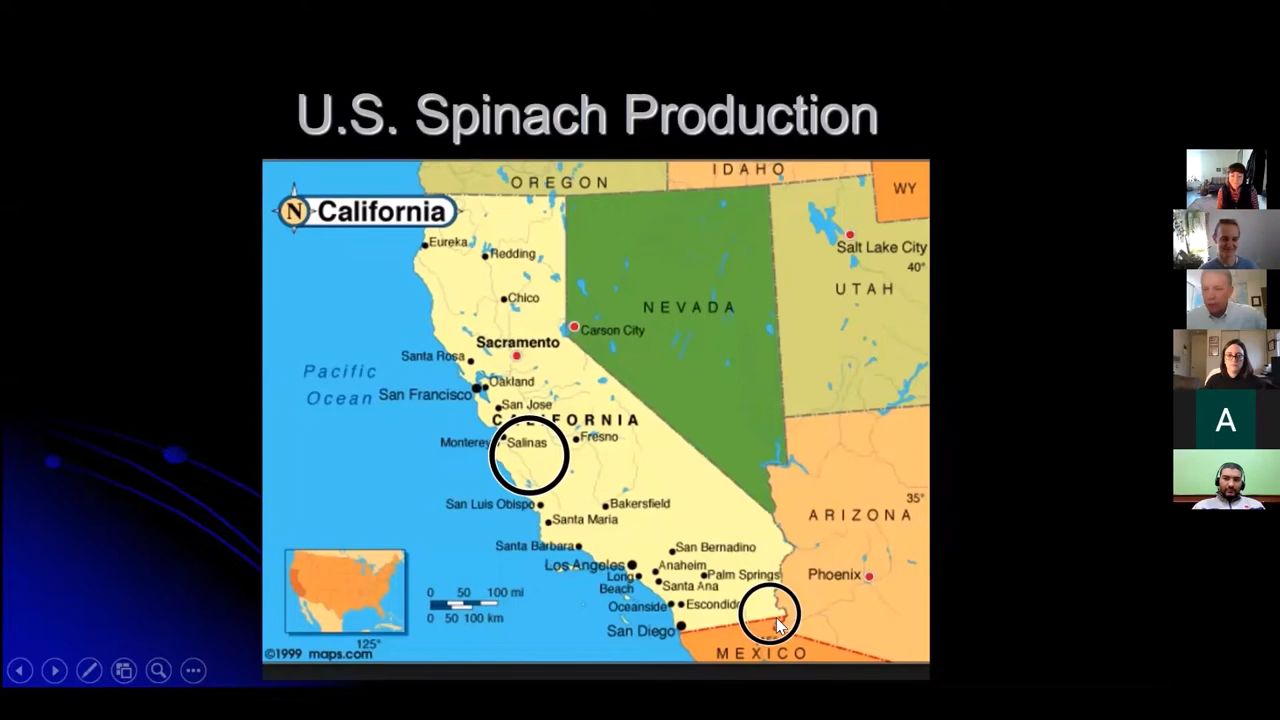 U.S. Spinach Production
OREGON
IDAHO
WY
N California
Eureka
Redding
Salt Lake City
40°
Chico
NEVADA
UTAH
Carson City
Sacramento
Santa Rosa
Pacific
Ocean
Oakland
San Francisco
San Jose
CALIFORNIA
Monterey
Salinas
Fresno
A
35°
San Luis Obispo
Bakersfield
Santa Maria
ARIZONA
Santa Barbara
San Bernadino
Los Angeles
Anaheim
Palm Springs
Phoenix
Long
Beach
Santa Ana
0 50 100 mi
0 50 100 km
Oceanside
Escondido
San Diego
125°
MEXICO
©1999 maps.com